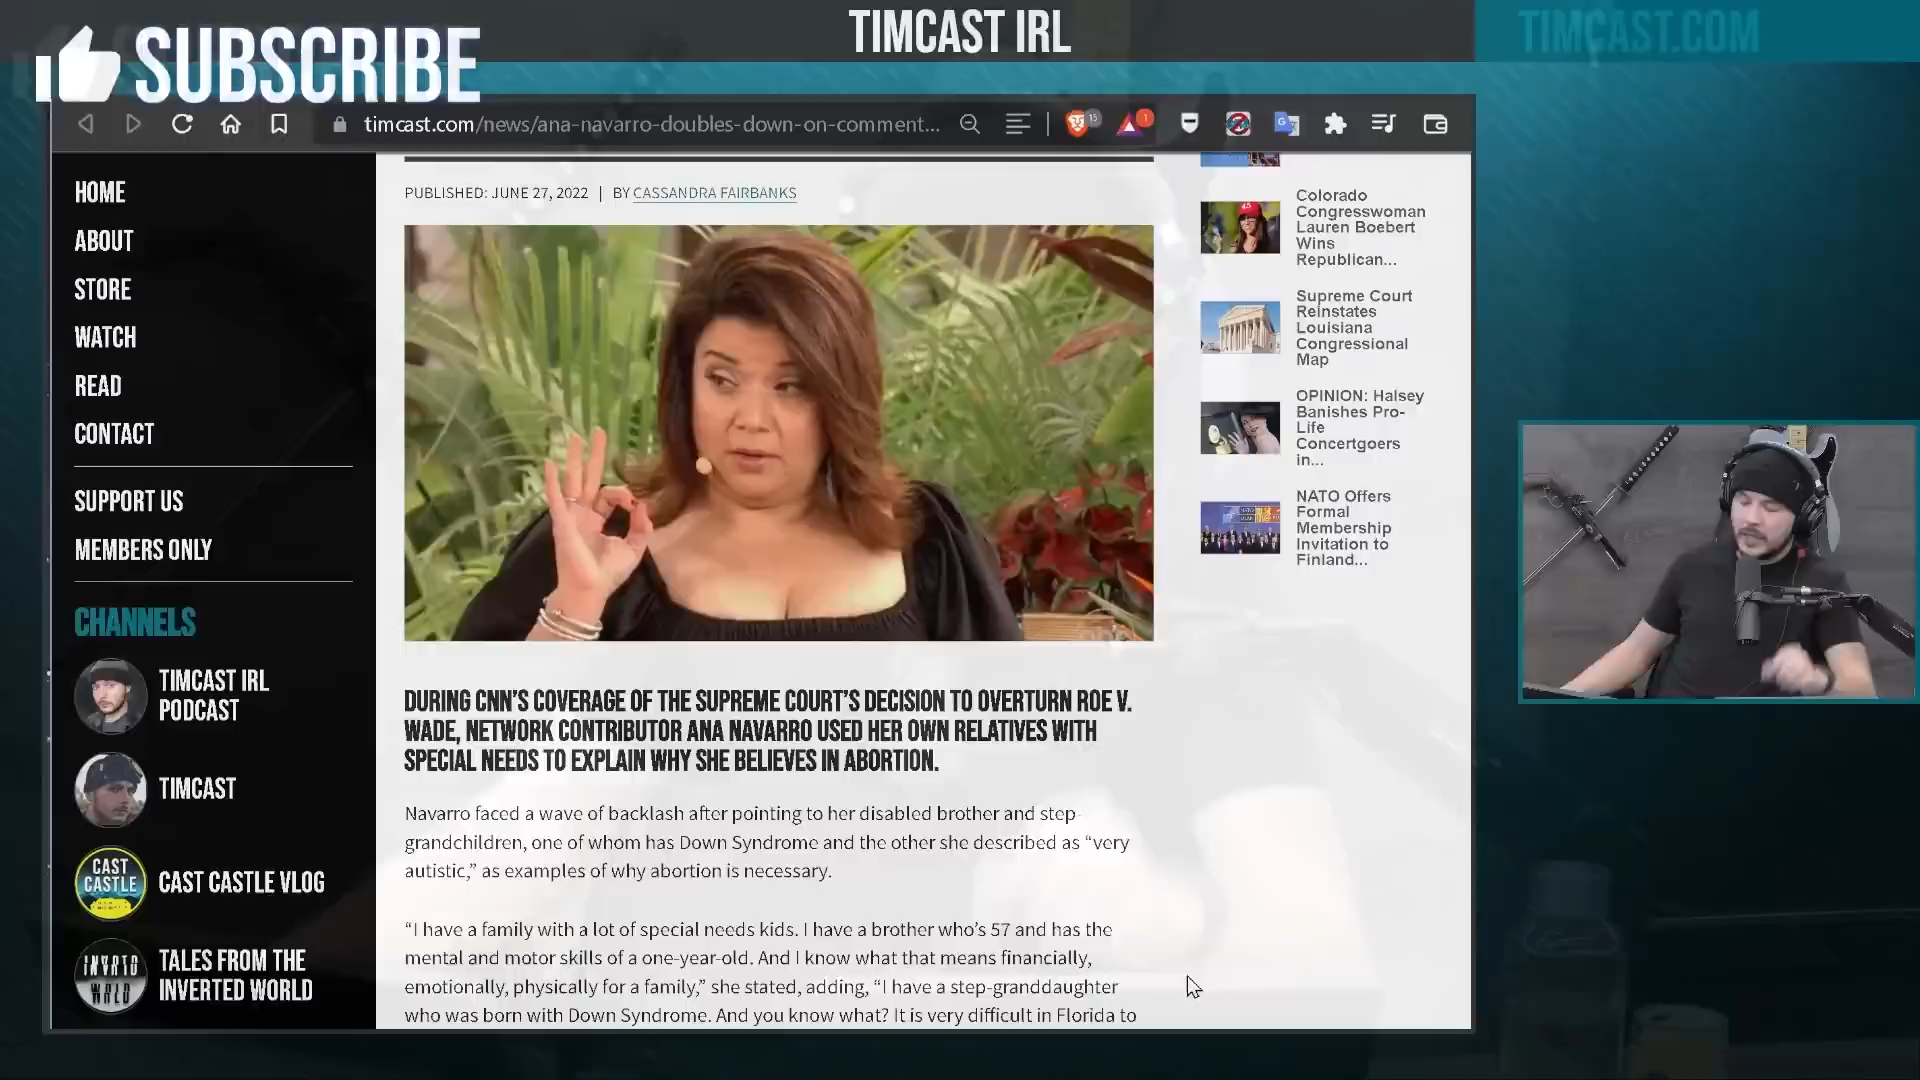 SUBSCRIBE
TIMCAST IRL
TIMCAST.COM
timcast.com/news/ana-navarro-doubles-down-on-comment...
15
1
HOME
ABOUT
STORE
WATCH
READ
CONTACT
SUPPORT US
MEMBERS ONLY
CHANNELS
TIMCAST IRL
PODCAST
TIMCAST
CAST
CASTLE
CAST CASTLE VLOG
INVRTD
WRLD
TALES FROM THE
INVERTED WORLD
PUBLISHED: JUNE 27, 2022 | BY CASSANDRA FAIRBANKS
DURING CNN'S COVERAGE OF THE SUPREME COURT'S DECISION TO OVERTURN ROE V.
WADE, NETWORK CONTRIBUTOR ANA NAVARRO USED HER OWN RELATIVES WITH
SPECIAL NEEDS TO EXPLAIN WHY SHE BELIEVES IN ABORTION.
Navarro faced a wave of backlash after pointing to her disabled brother and step-
grandchildren, one of whom has Down Syndrome and the other she described as “very
autistic,” as examples of why abortion is necessary.
“I have a family with a lot of special needs kids. I have a brother who’s 57 and has the
mental and motor skills of a one-year-old. And I know what that means financially,
emotionally, physically for a family,” she stated, adding, “I have a step-granddaughter
who was born with Down Syndrome. And you know what? It is very difficult in Florida to
Colorado
Congresswoman
Lauren Boebert
Wins
Republican...
Supreme Court
Reinstates
Louisiana
Congressional
Map
OPINION: Halsey
Banishes Pro-
Life
Concertgoers
in...
NATO Offers
Formal
Membership
Invitation to
Finland...